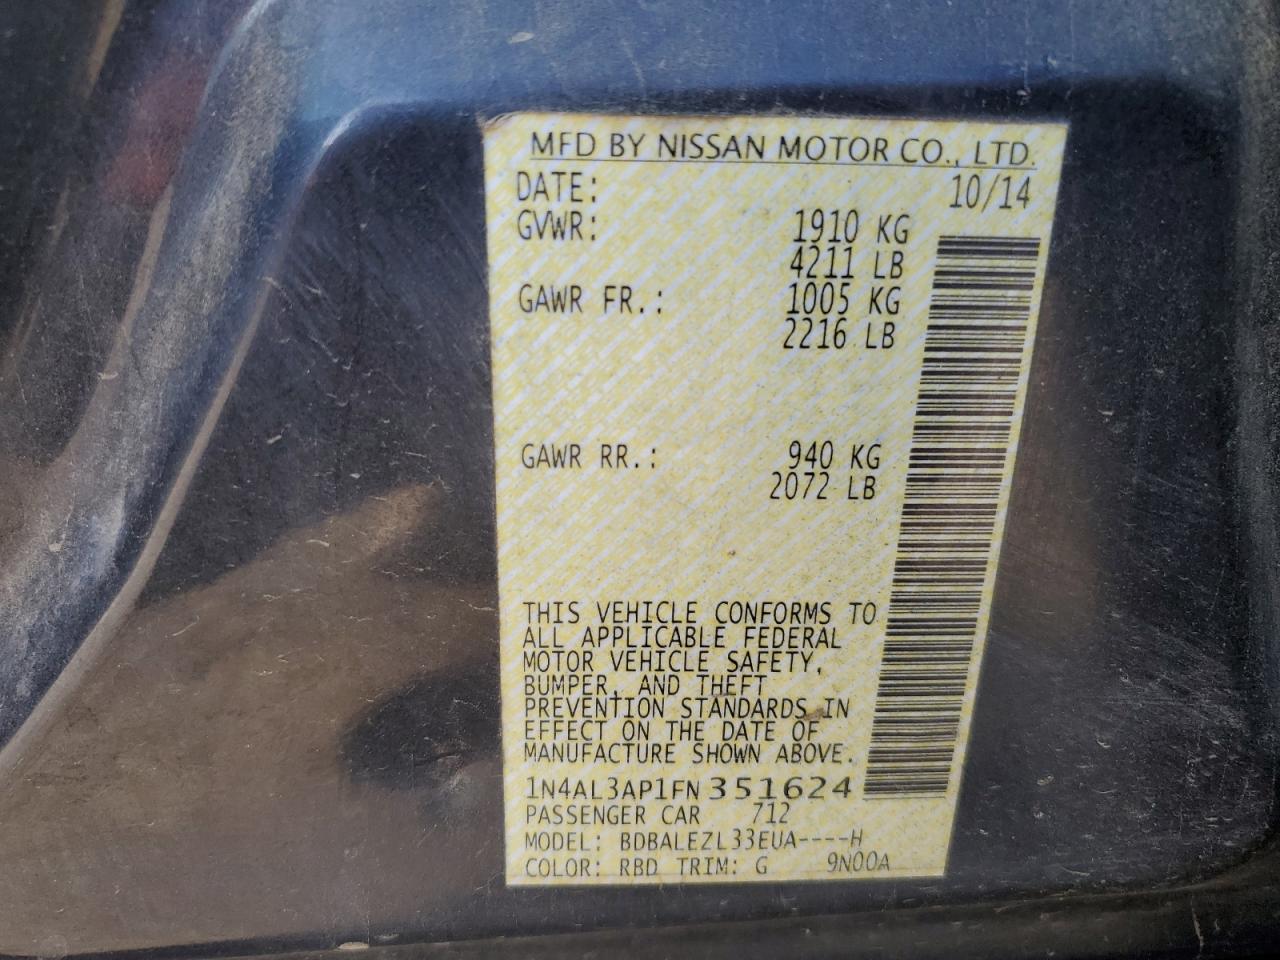 MFD BY NISSAN MOTOR CO., LTD.
DATE: 10/14
GVWR: 1910 KG
4211 LB
GAWR FR.: 1005 KG
2216 LB
GAWR RR.: 940 KG
2072 LB
THIS VEHICLE CONFORMS TO
ALL APPLICABLE FEDERAL
MOTOR VEHICLE SAFETY,
BUMPER, AND THEFT
PREVENTION STANDARDS IN
EFFECT ON THE DATE OF
MANUFACTURE SHOWN ABOVE.
1N4AL3AP1FN351624
PASSENGER CAR 712
MODEL: BDBALEZL33EUA----H
COLOR: RBD TRIM: G 9N00A